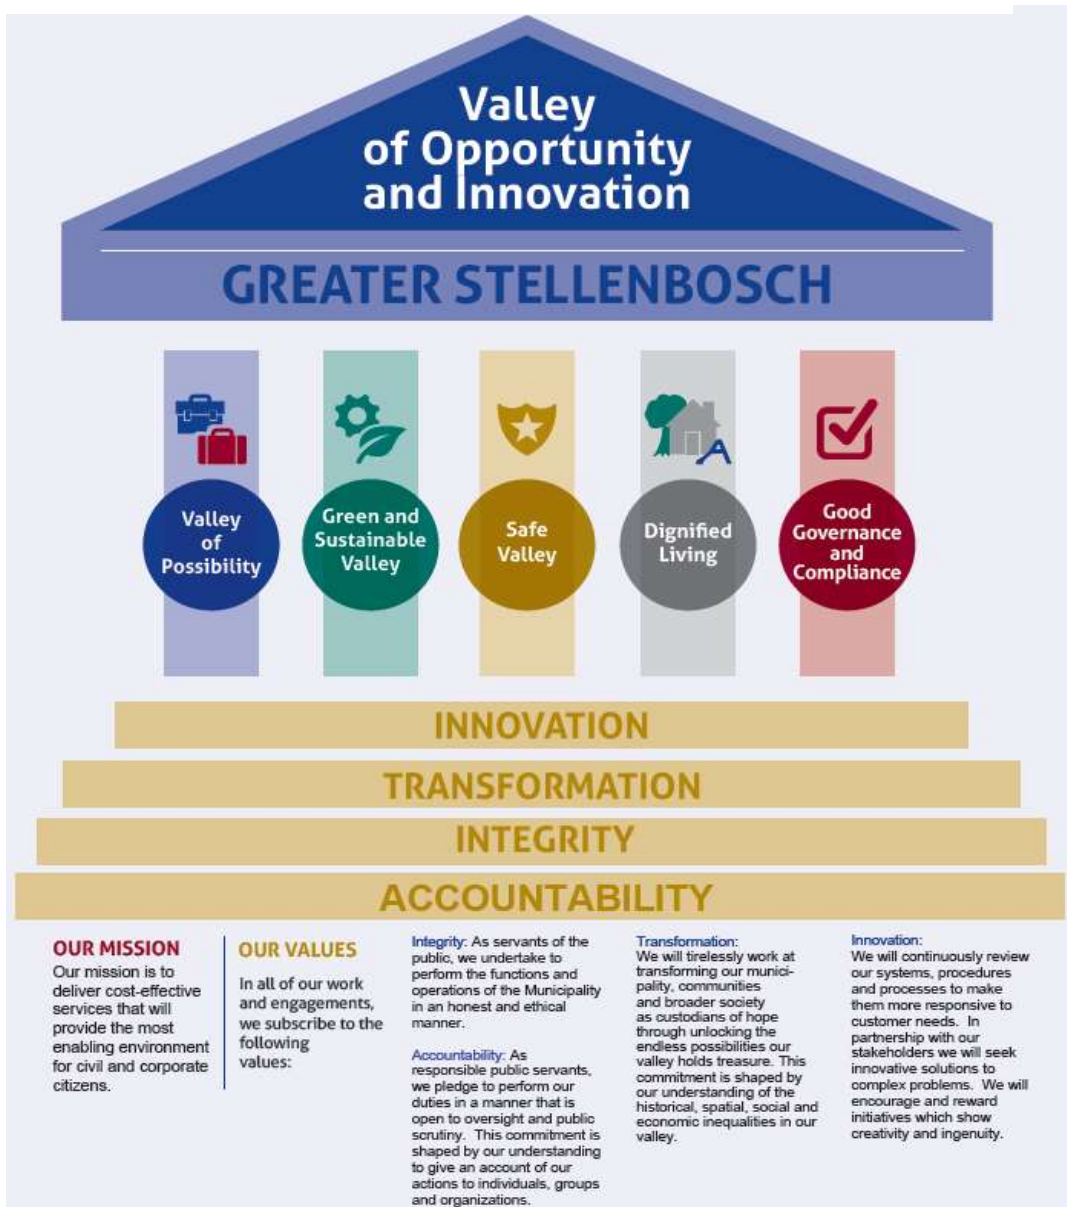 Valley
of Opportunity
and Innovation
GREATER STELLENBOSCH
Valley
of
Possibility
Green and
Sustainable
Valley
Safe
Valley
Dignified
Living
Good
Governance
and
Compliance
INNOVATION
TRANSFORMATION
INTEGRITY
ACCOUNTABILITY
OUR MISSION
Our mission is to
deliver cost-effective
services that will
provide the most
enabling environment
for civil and corporate
citizens.
OUR VALUES
In all of our work
and engagements,
we subscribe to the
following
values:
Integrity: As servants of the
public, we undertake to
perform the functions and
operations of the Municipality
in an honest and ethical
manner.
Accountability: As
responsible public servants,
we pledge to perform our
duties in a manner that is
open to oversight and public
scrutiny. This commitment is
shaped by our understanding
to give an account of our
actions to individuals, groups
and organizations.
Transformation:
We will tirelessly work at
transforming our munici-
pality, communities
and broader society
as custodians of hope
through unlocking the
endless possibilities our
valley holds treasure. This
commitment is shaped by
our understanding of the
historical, spatial, social and
economic inequalities in our
valley.
Innovation:
We will continuously review
our systems, procedures
and processes to make
them more responsive to
customer needs. In
partnership with our
stakeholders we will seek
innovative solutions to
complex problems. We will
encourage and reward
initiatives which show
creativity and ingenuity.